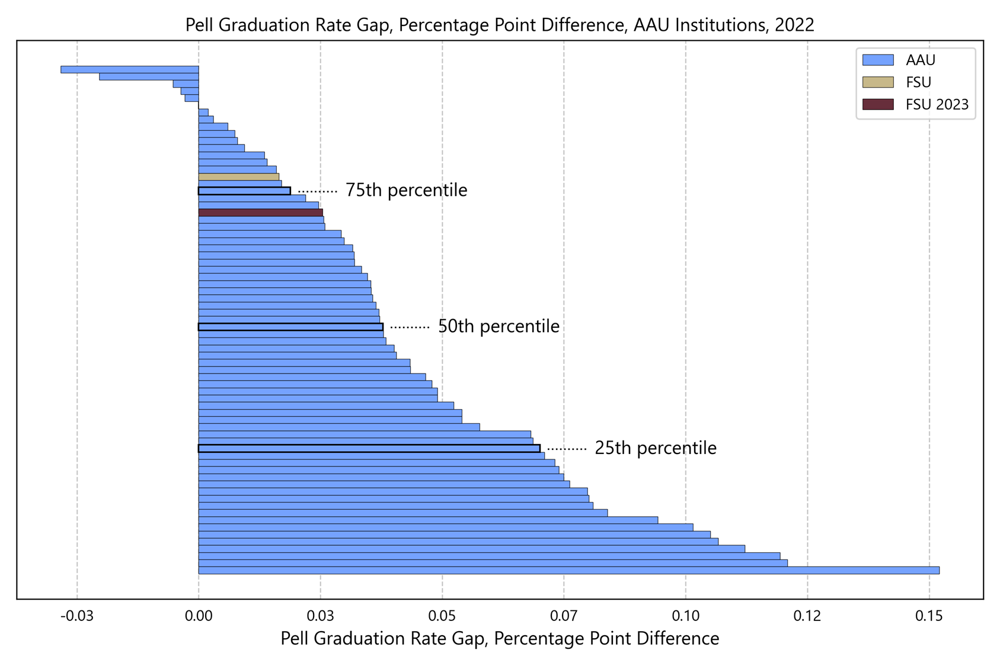 Pell Graduation Rate Gap, Percentage Point Difference, AAU Institutions, 2022
AAU
FSU
FSU 2023
75th percentile
50th percentile
25th percentile
-0.03 0.00 0.03 0.05 0.07 0.10 0.12 0.15
Pell Graduation Rate Gap, Percentage Point Difference